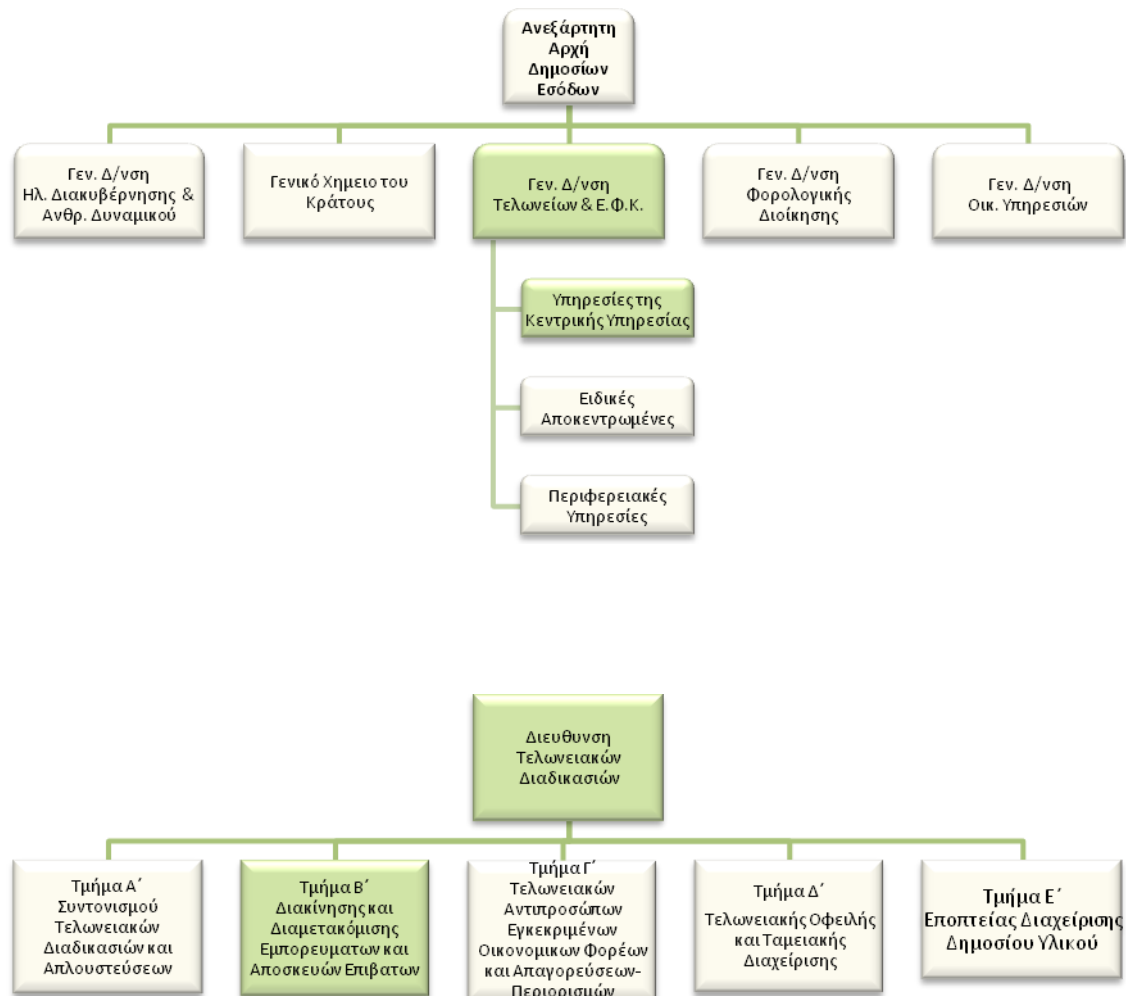 Ανεξάρτητη
Αρχή
Δημοσίων
Εσόδων
Γεν. Δ/νση
Ηλ. Διακυβέρνησης &
Ανθρ. Δυναμικού
Γενικό Χημειο του
Κράτους
Γεν. Δ/νση
Τελωνείων & Ε.Φ.Κ.
Γεν. Δ/νση
Φορολογικής
Διοίκησης
Γεν. Δ/νση
Οικ. Υπηρεσιών
Υπηρεσίες της
Κεντρικής Υπηρεσίας
Ειδικές
Αποκεντρωμένες
Περιφερειακές
Υπηρεσίες
Διευθυνση
Τελωνειακών
Διαδικασιών
Τμήμα Α΄
Συντονισμού
Τελωνειακών
Διαδικασιών και
Απλουστεύσεων
Τμήμα Β΄
Διακίνησης και
Διαμετακόμισης
Εμπορευματων και
Αποσκευών Επιβατων
Τμήμα Γ΄
Τελωνειακών
Αντιπροσώπων
Εγκεκριμένων
Οικονομικων Φορέων
και Απαγορεύσεων-
Περιορισμών
Τμήμα Δ΄
Τελωνειακής Οφειλής
και Ταμειακής
Διαχείρισης
Τμήμα Ε΄
Εποπτείας Διαχείρισης
Δημοσίου Υλικού